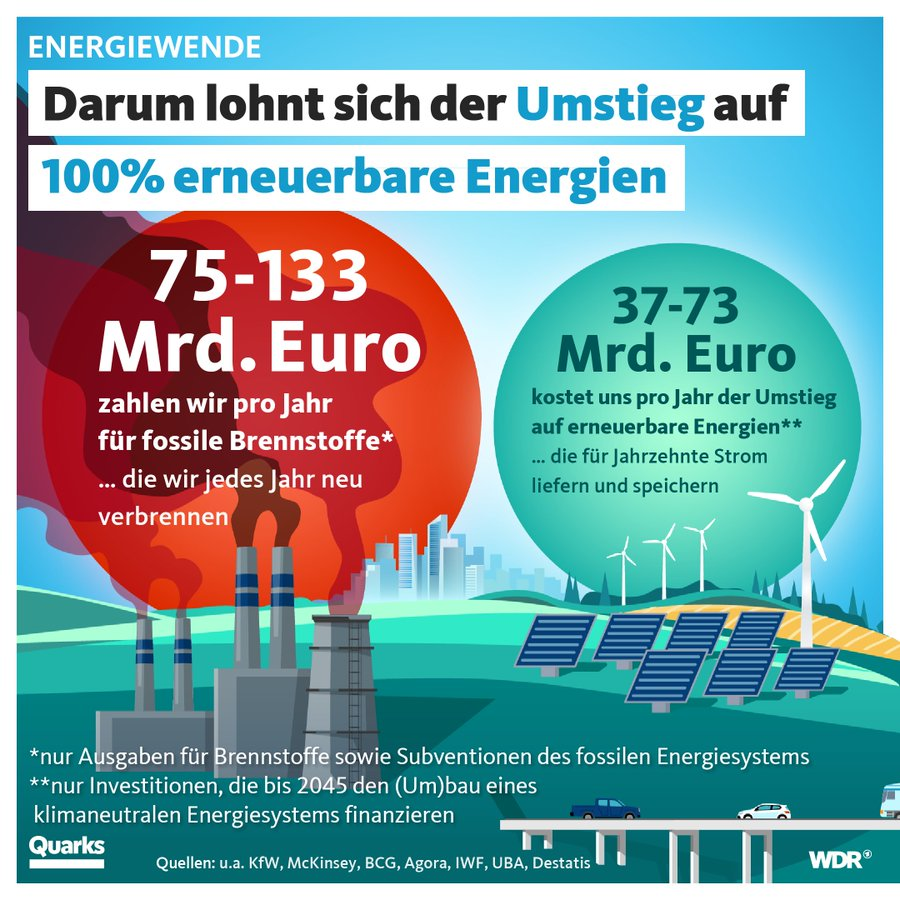 ENERGIEWENDE
Darum lohnt sich der Umstieg auf
100% erneuerbare Energien
75-133
Mrd. Euro
zahlen wir pro Jahr
für fossile Brennstoffe*
... die wir jedes Jahr neu
verbrennen
37-73
Mrd. Euro
kostet uns pro Jahr der Umstieg
auf erneuerbare Energien**
... die für Jahrzehnte Strom
liefern und speichern
*nur Ausgaben für Brennstoffe sowie Subventionen des fossilen Energiesystems
**nur Investitionen, die bis 2045 den (Um)bau eines
klimaneutralen Energiesystems finanzieren
Quarks
Quellen: u.a. KfW, McKinsey, BCG, Agora, IWF, UBA, Destatis
WDR